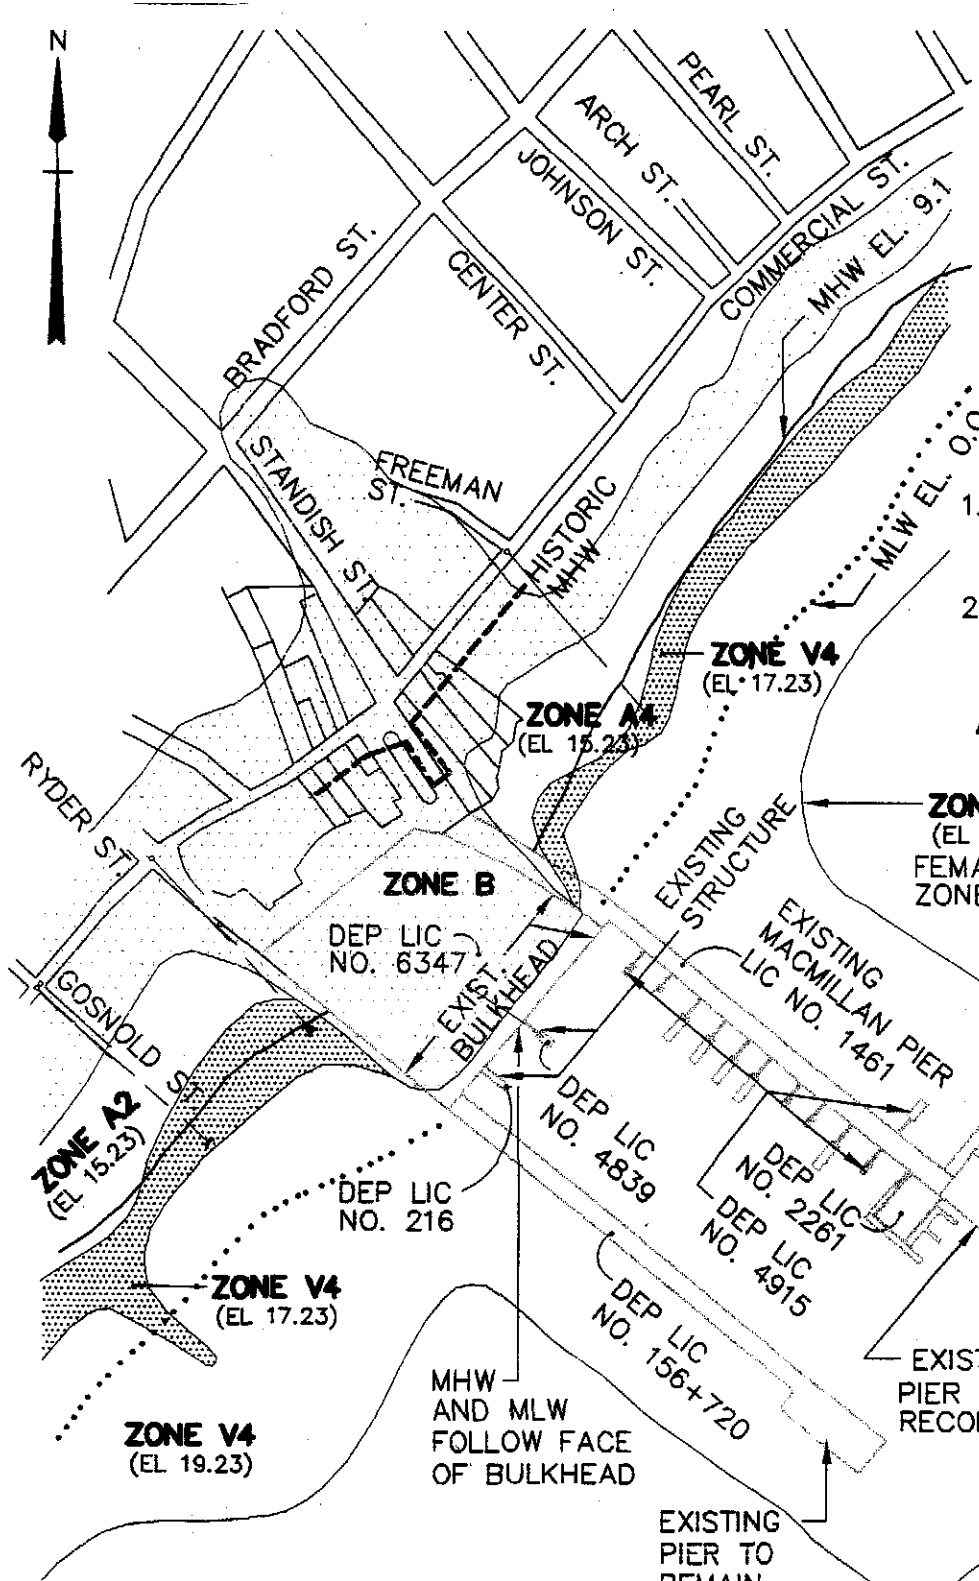 N
PEARL ST.
ARCH ST.
JOHNSON ST.
COMMERCIAL ST.
MHW EL. 9.1
BRADFORD ST.
CENTER ST.
STANDISH ST.
FREEMAN
ST.
HISTORIC
MHW
MLW EL. 0.0
1.
2
ZONE V4
(EL 17.23)
ZONE A4
(EL 15.23)
RYDER ST.
EXISTING
STRUCTURE
(EL
ZONE B
DEP LIC
NO. 6347
EXIST.
BULKHEAD
EXISTING
MACMILLAN PIER
LIC NO. 1461
GOSNOLD ST.
ZONE A2
(EL 15.23)
DEP LIC
NO. 4839
DEP LIC
NO. 216
DEP LIC
NO. 2261
DEP LIC
NO. 4915
ZONE V4
(EL 17.23)
DEP LIC
NO. 156+720
PIER
MHW
AND MLW
FOLLOW FACE
OF BULKHEAD
ZONE V4
(EL 19.23)
EXISTING
PIER TO
REMAIN